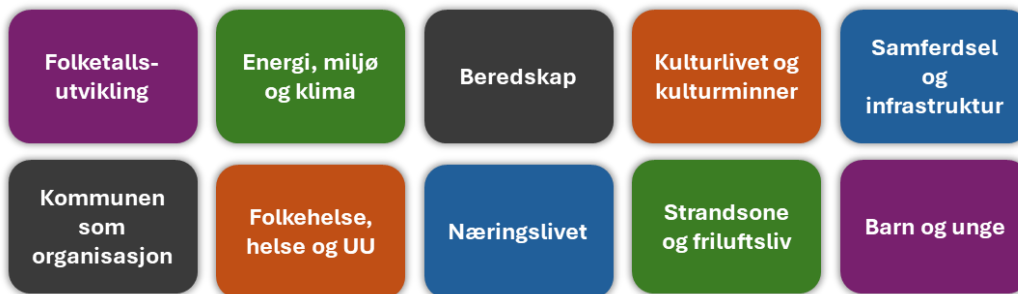 Folketalls-
utvikling
Energi, miljø
og klima
Beredskap
Kulturlivet og
kulturminner
Samferdsel
og
infrastruktur
Kommunen
som
organisasjon
Folkehelse,
helse og UU
Næringslivet
Strandsone
og friluftsliv
Barn og unge